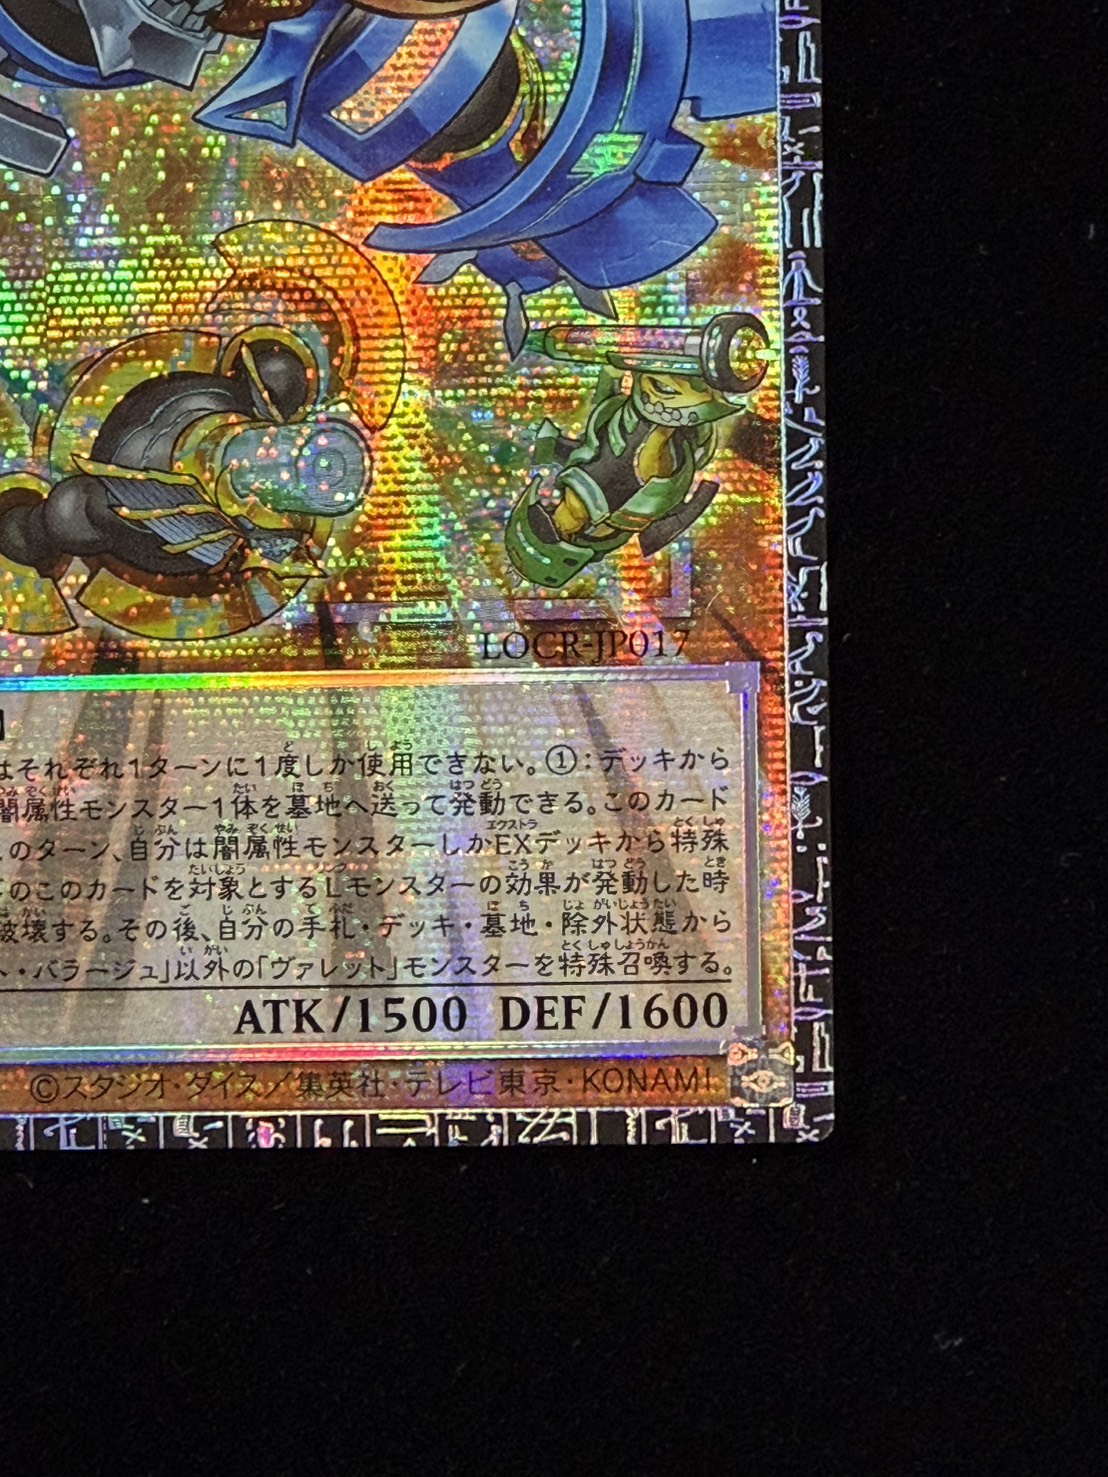 LOCR-JP017
はそれぞれ1ターンに1度しか使用できない。①:デッキから
闇属性モンスター1体を墓地へ送って発動できる。このカード
このターン、自分は闇属性モンスターしかEXデッキから特殊
でのこのカードを対象とするLモンスターの効果が発動した時
破壊する。その後、自分の手札・デッキ・墓地・除外状態から
ト・バラージュ」以外の「ヴァレット」モンスターを特殊召喚する。
ATK/1500 DEF/1600
©スタジオ・ダイス/集英社・テレビ東京・KONAMI